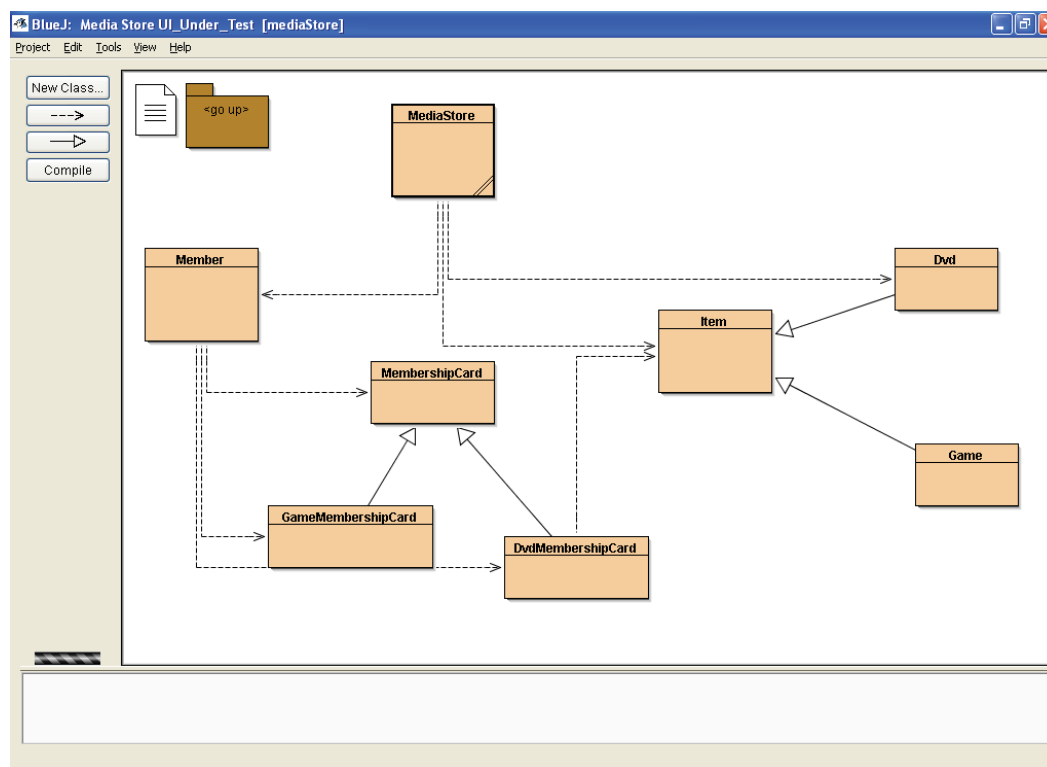 BlueJ: Media Store UI_Under_Test [mediaStore]
Project Edit Tools View Help
New Class...
--->
Compile
<go up>
MediaStore
Member
Dvd
Item
MembershipCard
Game
GameMembershipCard
DvdMembershipCard